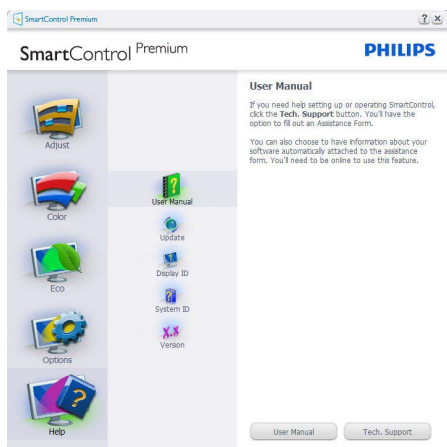 SmartControl Premium
? X
SmartControl Premium
PHILIPS
Adjust
Color
Eco
Options
Help
User Manual
Update
Display ID
System ID
X.X
Version
User Manual
If you need help setting up or operating SmartControl,
click the Tech. Support button. You'll have the
option to fill out an Assistance Form.
You can also choose to have information about your
software automatically attached to the assistance
form. You'll need to be online to use this feature.
User Manual
Tech. Support